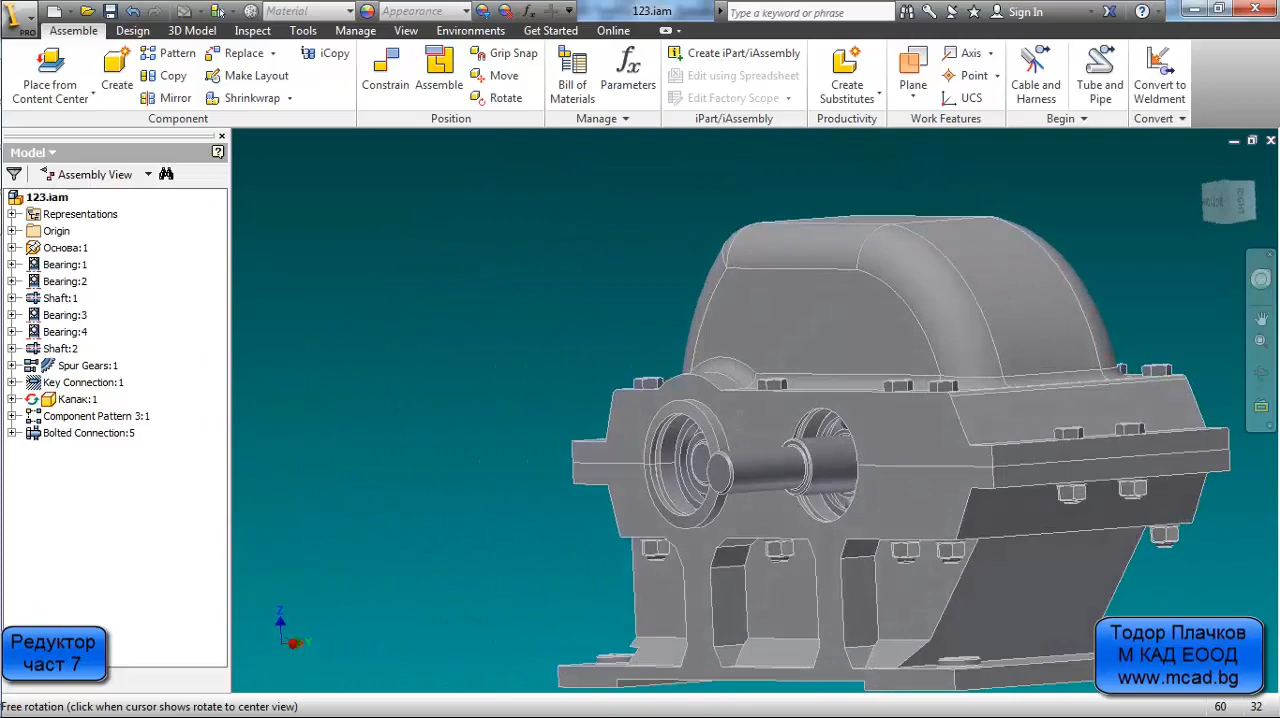 PRO
Material
Appearance
fx
123.iam
Type a keyword or phrase
Sign In
Assemble
Design
3D Model
Inspect
Tools
Manage
View
Environments
Get Started
Online
Place from
Content Center
Create
Pattern
Copy
Mirror
Replace
Make Layout
Shrinkwrap
iCopy
Component
Constrain
Assemble
Grip Snap
Move
Rotate
Position
Bill of
Materials
fx
Parameters
Manage
Create iPart/iAssembly
Edit using Spreadsheet
Edit Factory Scope
iPart/iAssembly
Create
Substitutes
Productivity
Plane
Axis
Point
UCS
Work Features
Cable and
Harness
Tube and
Pipe
Begin
Convert to
Weldment
Convert
Model
Assembly View
123.iam
Representations
Origin
Основа:1
Bearing:1
Bearing:2
Shaft:1
Bearing:3
Bearing:4
Shaft:2
Spur Gears:1
Key Connection:1
Капак:1
Component Pattern 3:1
Bolted Connection:5
RIGHT
Z
Y
Редуктор
част 7
Тодор Плачков
М КАД ЕООД
www.mcad.bg
Free rotation (click when cursor shows rotate to center view)
60
32